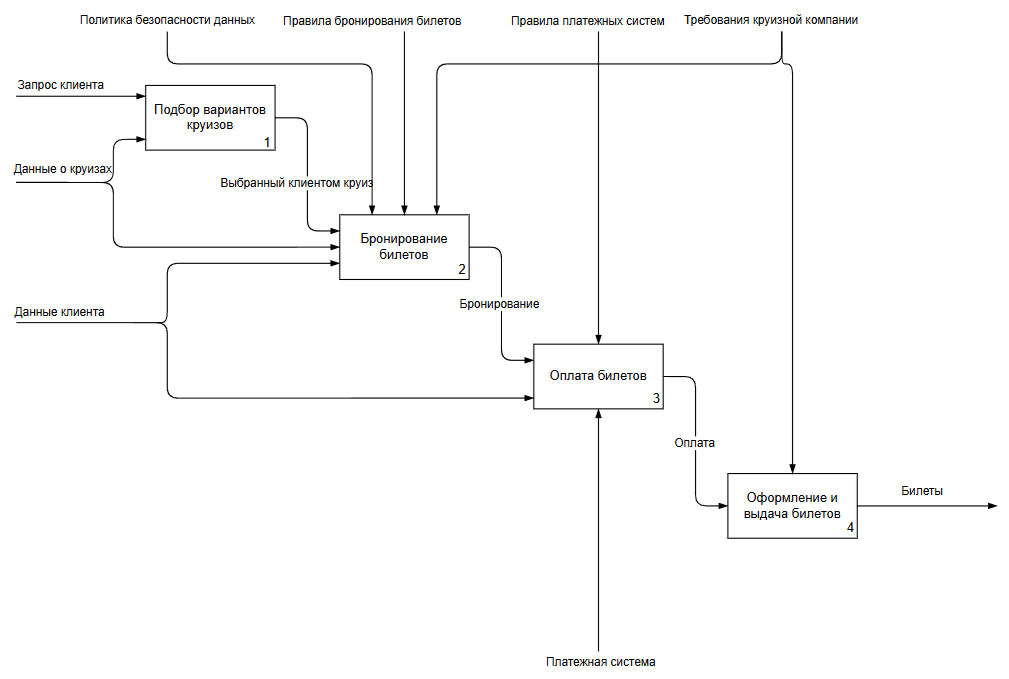 Политика безопасности данных
Правила бронирования билетов
Правила платежных систем
Требования круизной компании
Запрос клиента
Подбор вариантов
круизов
1
Данные о круизах
Выбранный клиентом круиз
Бронирование
билетов
2
Данные клиента
Бронирование
Оплата билетов
3
Оплата
Оформление и
выдача билетов
4
Билеты
Платежная система